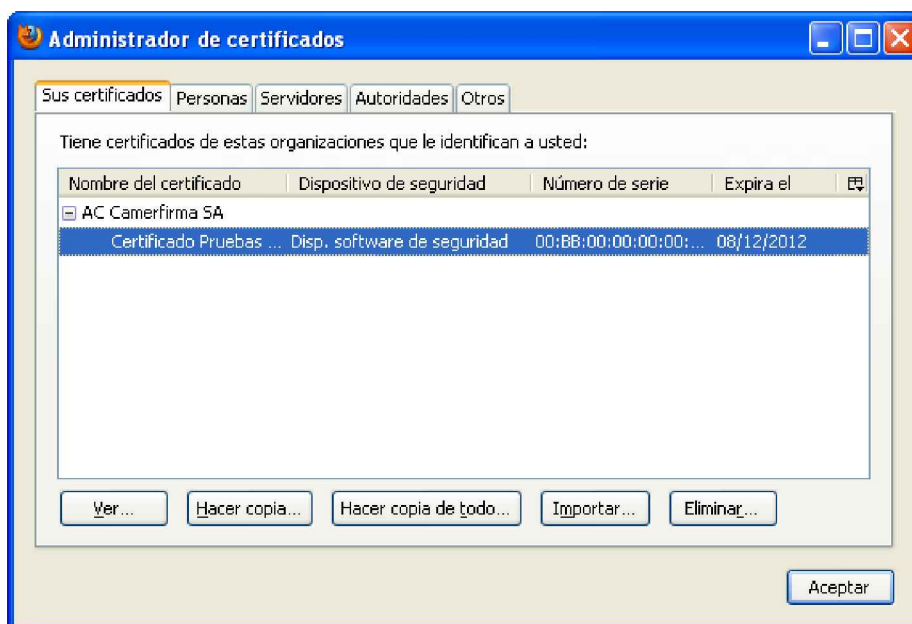 Administrador de certificados
Sus certificados Personas Servidores Autoridades Otros
Tiene certificados de estas organizaciones que le identifican a usted:
Nombre del certificado Dispositivo de seguridad Número de serie Expira el
AC Camerfirma SA
Certificado Pruebas ... Disp. software de seguridad 00:BB:00:00:00:00:... 08/12/2012
Ver... Hacer copia... Hacer copia de todo... Importar... Eliminar...
Aceptar